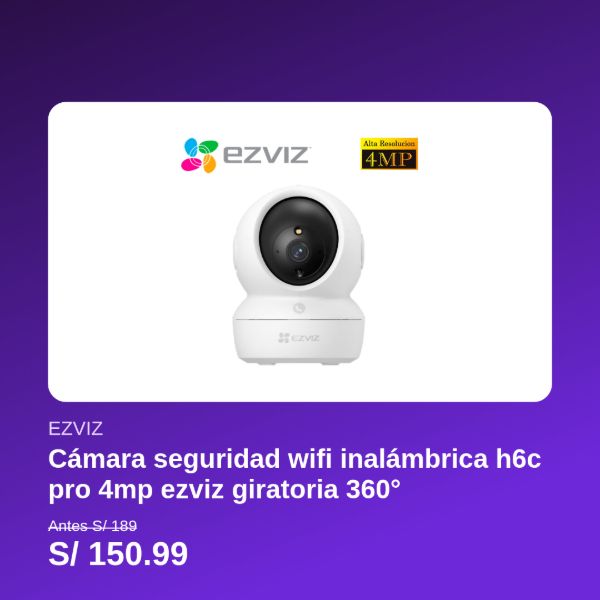 ezviz
Alta Resolucion
4MP
ezviz
EZVIZ
Cámara seguridad wifi inalámbrica h6c
pro 4mp ezviz giratoria 360°
Antes S/ 189
S/ 150.99